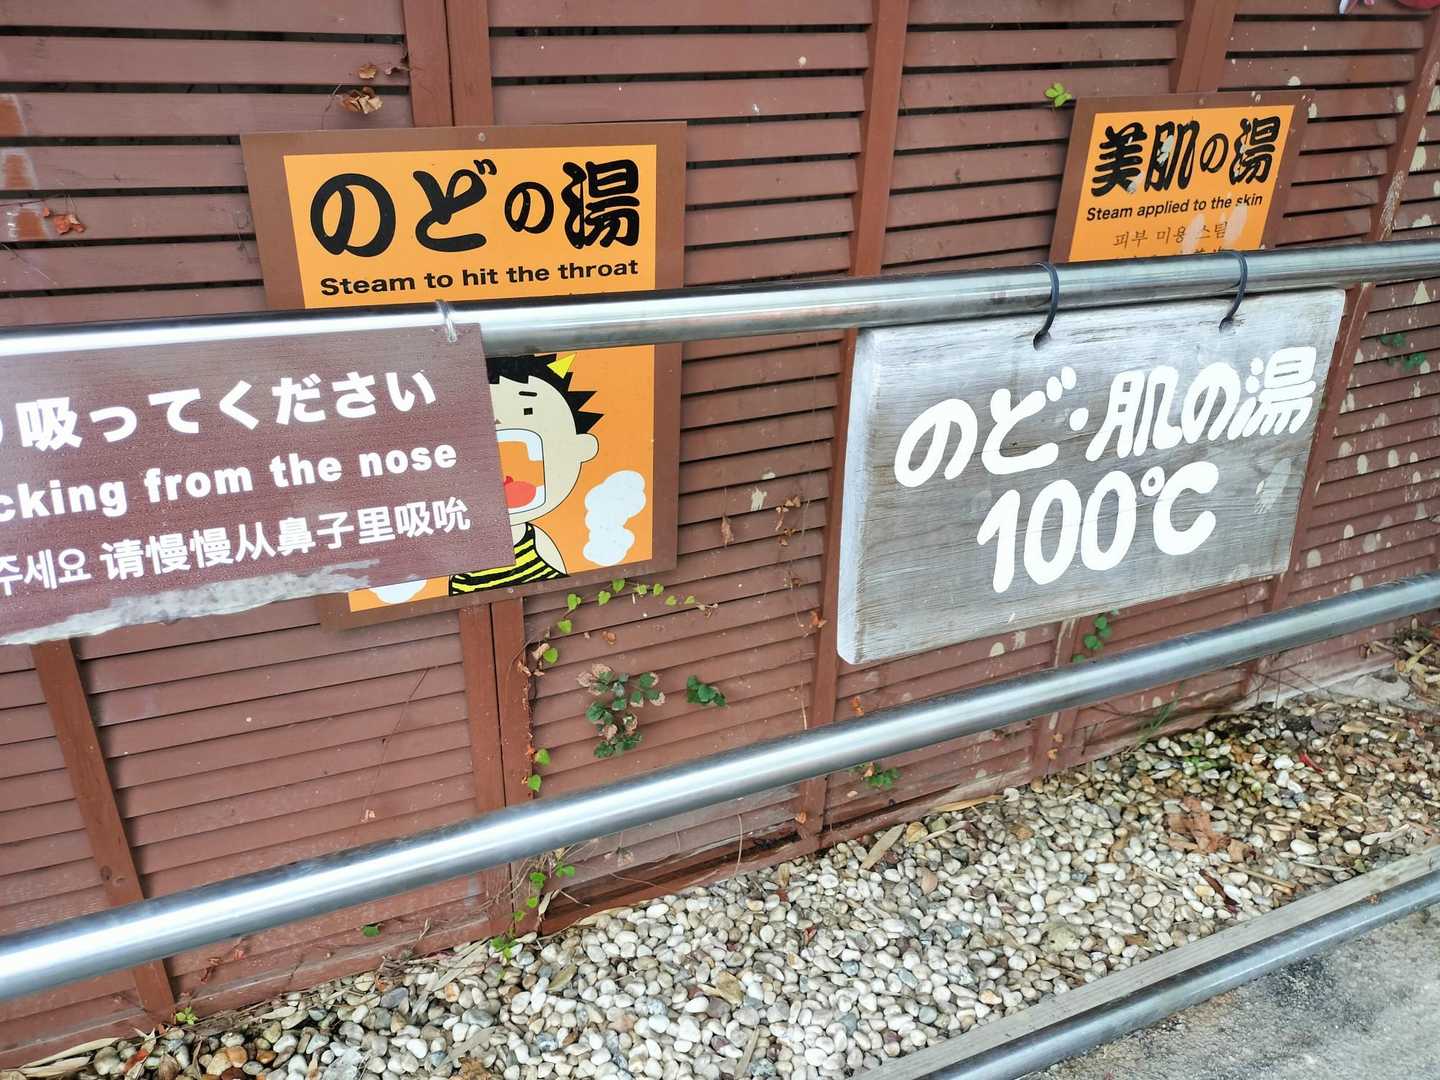 のどの湯
Steam to hit the throat
美肌の湯
Steam applied to the skin
피부 미용 스팀
吸ってください
cking from the nose
주세요 请慢慢从鼻子里吸吮
のど・肌の湯
100℃